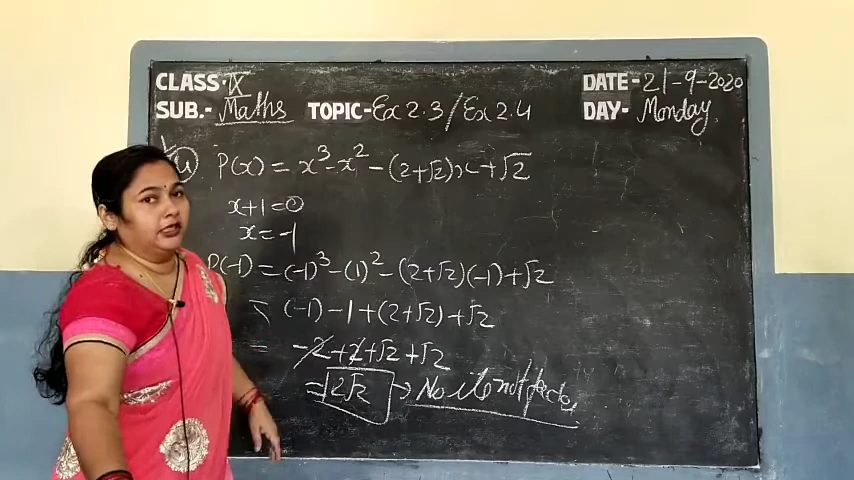 CLASS:- IX DATE - 21-9-2020
SUB.- Maths TOPIC- Ex 2.3 / Ex 2.4 DAY- Monday
P(x) = x³ - x² - (2+√2)x + √2
x+1 = 0
x = -1
P(-1) = (-1)³ - (1)² - (2+√2)(-1) + √2
(-1) - 1 + (2+√2) + √2
= -2 + 2 + √2 + √2
= 2√2 → No it is not factor